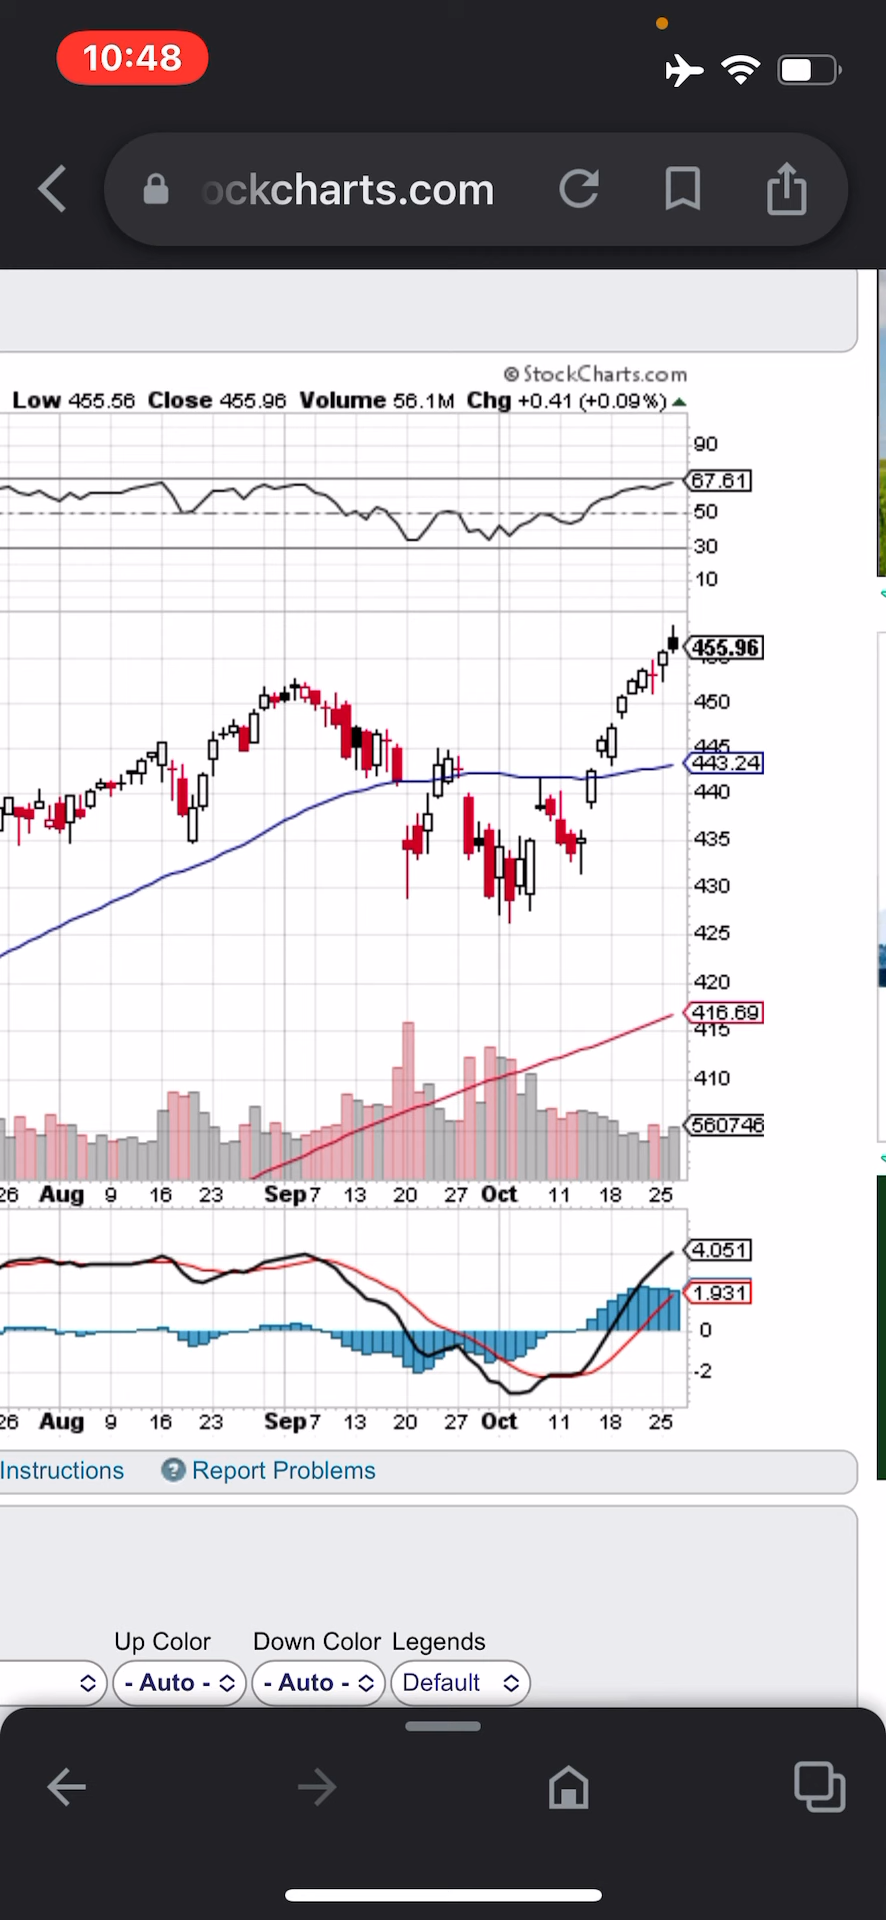 10:48
ockcharts.com
© StockCharts.com
Low 455.56 Close 455.96 Volume 56.1M Chg +0.41 (+0.09%)
90
67.61
50
30
10
455.96
450
445
443.24
440
435
430
425
420
416.69
415
410
560746
26 Aug 9 16 23 Sep 7 13 20 27 Oct 11 18 25
4.051
1.931
0
-2
26 Aug 9 16 23 Sep 7 13 20 27 Oct 11 18 25
Instructions ? Report Problems
Up Color Down Color Legends
- Auto - - Auto - Default